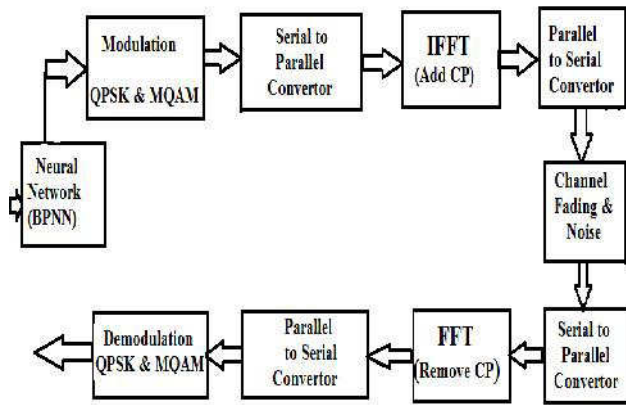 Modulation
QPSK & MQAM
Serial to
Parallel
Convertor
IFFT
(Add CP)
Parallel
to Serial
Convertor
Neural
Network
(BPNN)
Channel
Fading &
Noise
Demodulation
QPSK & MQAM
Parallel
to Serial
Convertor
FFT
(Remove CP)
Serial to
Parallel
Convertor